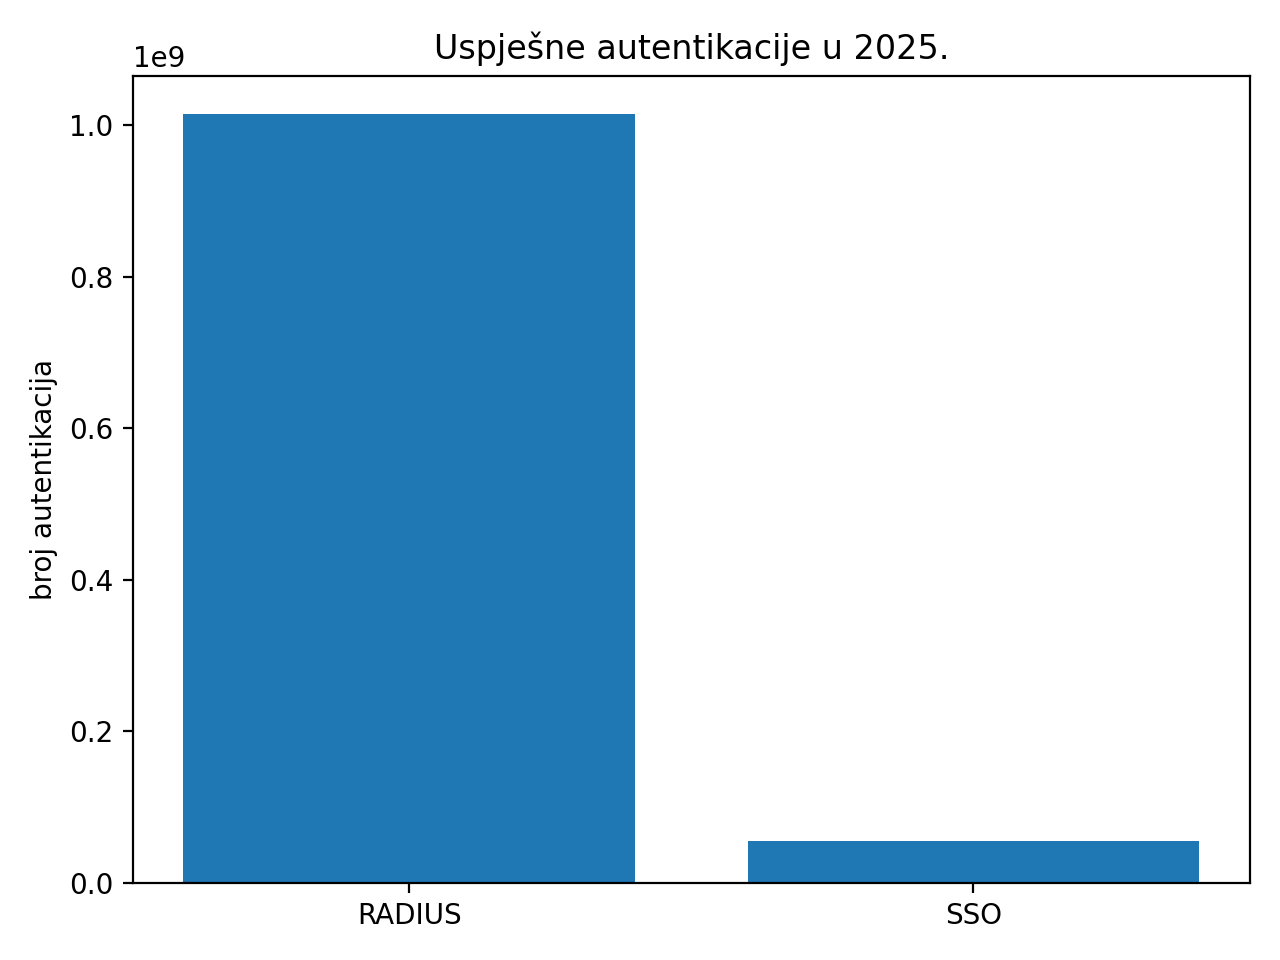 Uspješne autentikacije u 2025.
1e9
1.0
0.8
0.6
0.4
0.2
0.0
broj autentikacija
RADIUS
SSO